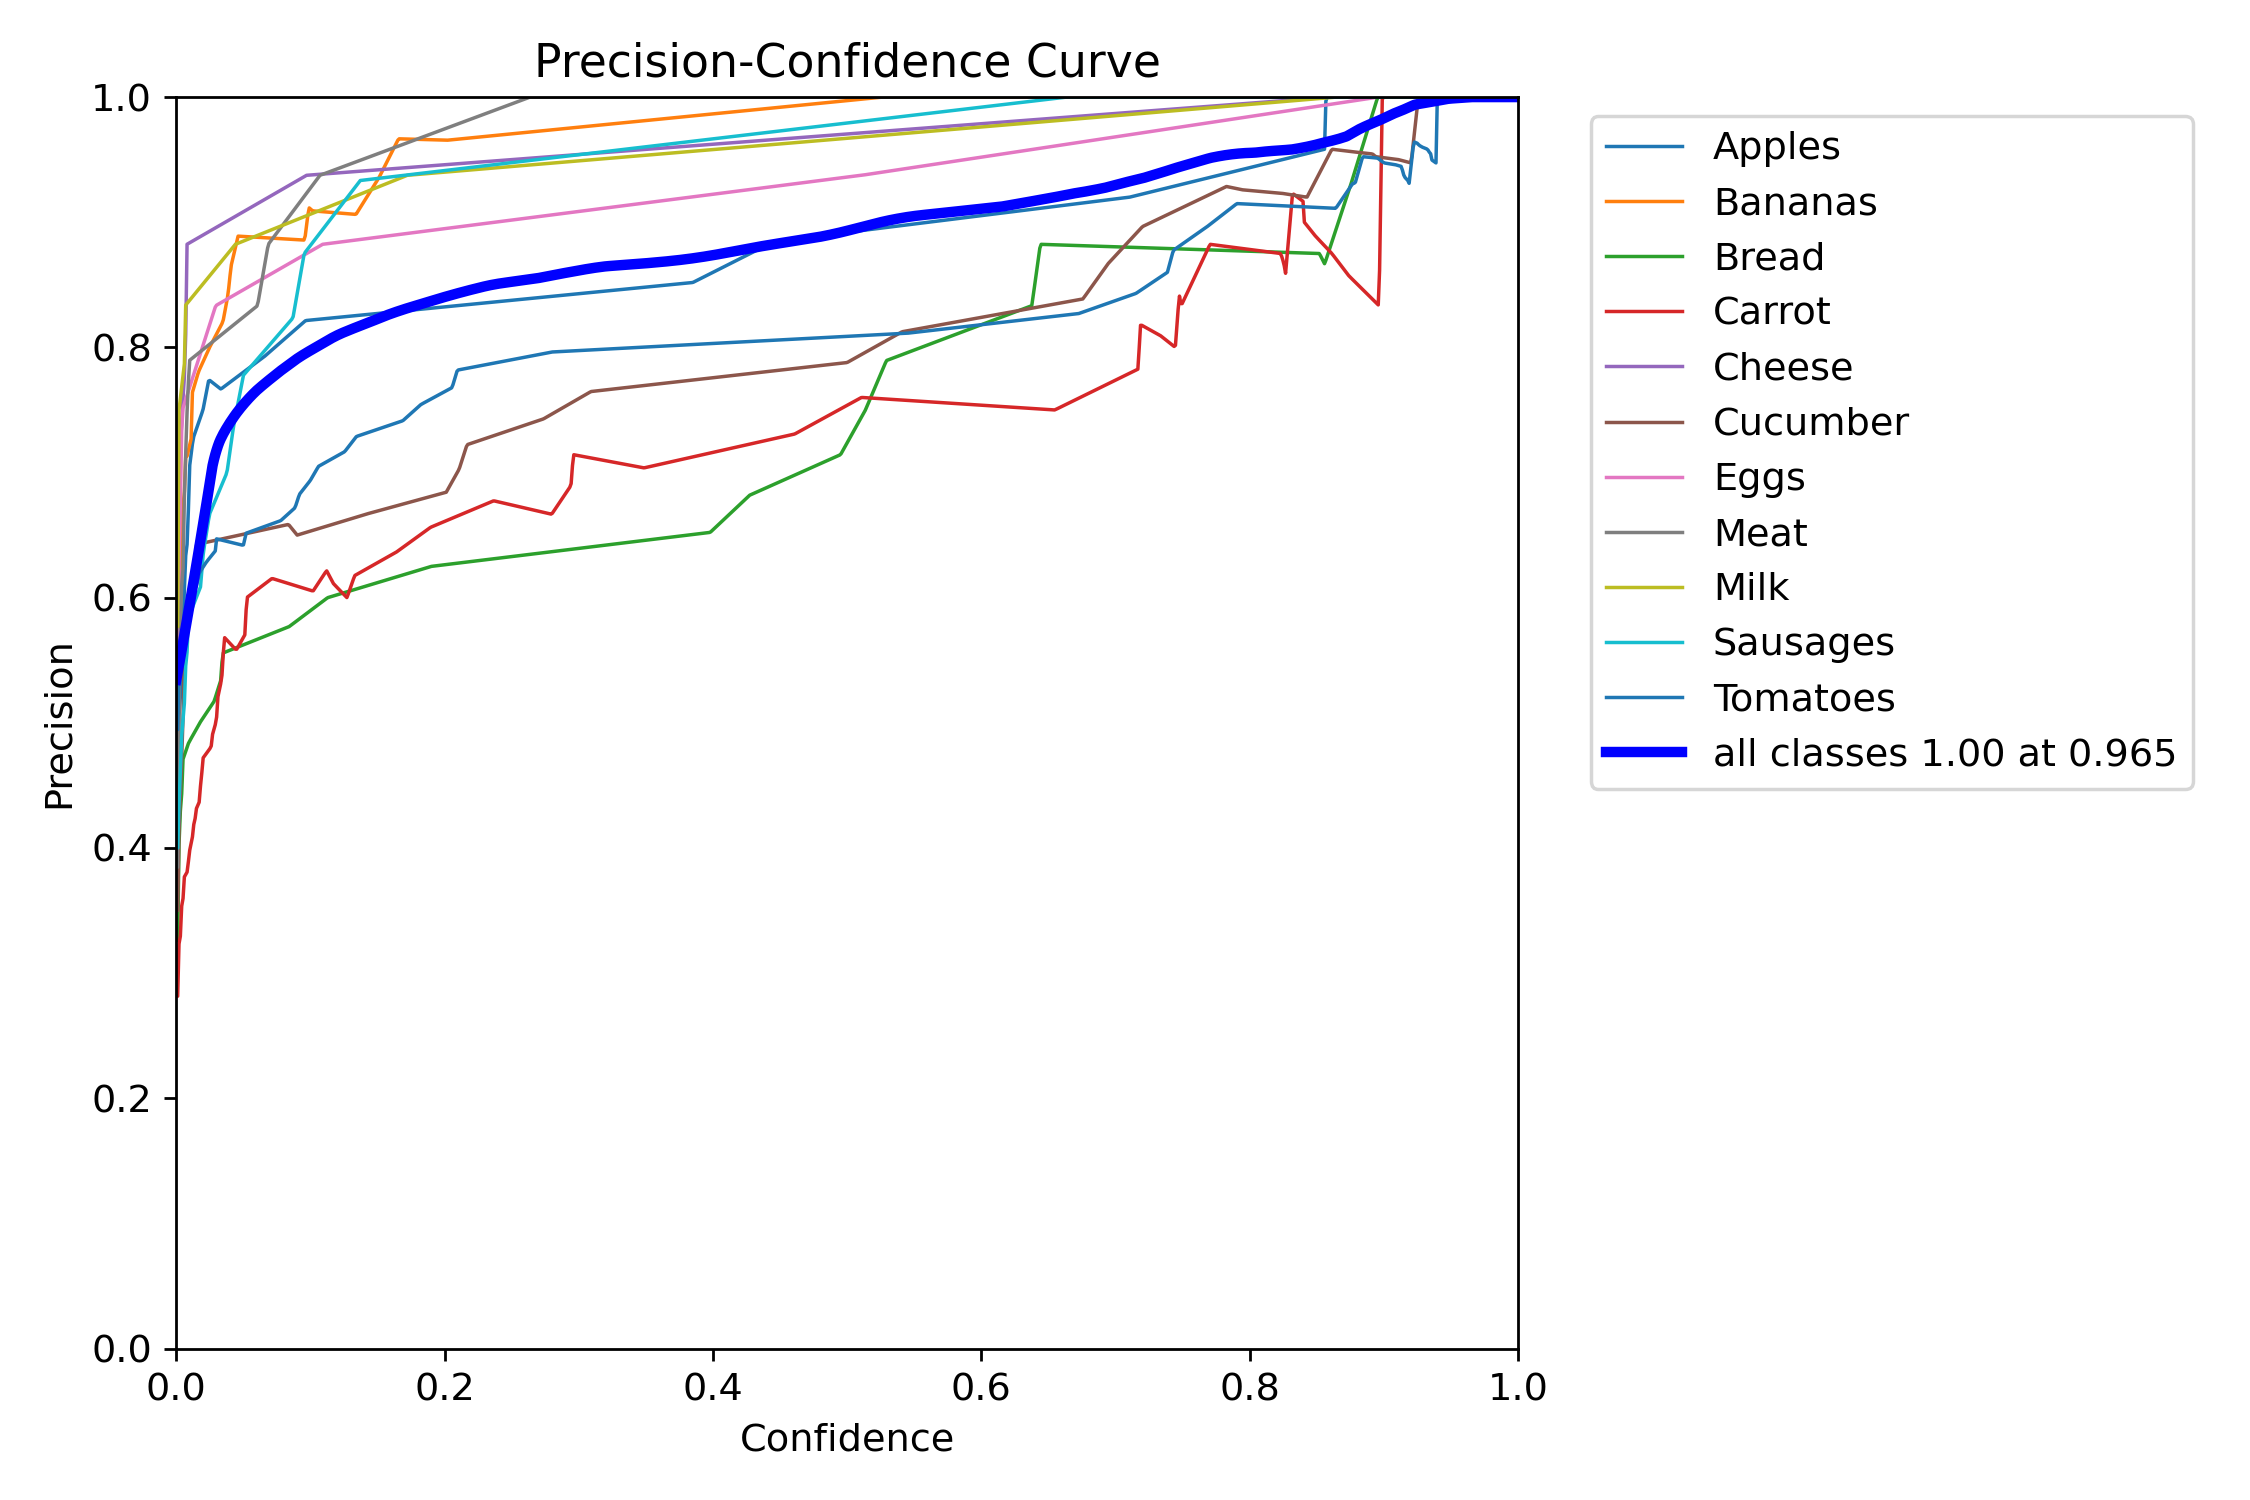 Precision-Confidence Curve
1.0
0.8
0.6
0.4
0.2
0.0
Precision
0.0 0.2 0.4 0.6 0.8 1.0
Confidence
Apples
Bananas
Bread
Carrot
Cheese
Cucumber
Eggs
Meat
Milk
Sausages
Tomatoes
all classes 1.00 at 0.965